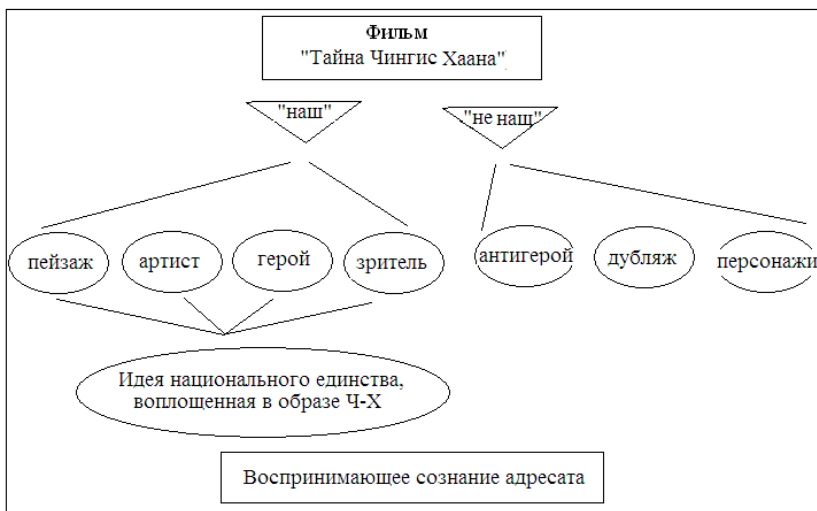 Фильм
"Тайна Чингис Хаана"
"наш"
"не наш"
пейзаж
артист
герой
зритель
антигерой
дубляж
персонажи
Идея национального единства,
воплощенная в образе Ч-Х
Воспринимающее сознание адресата